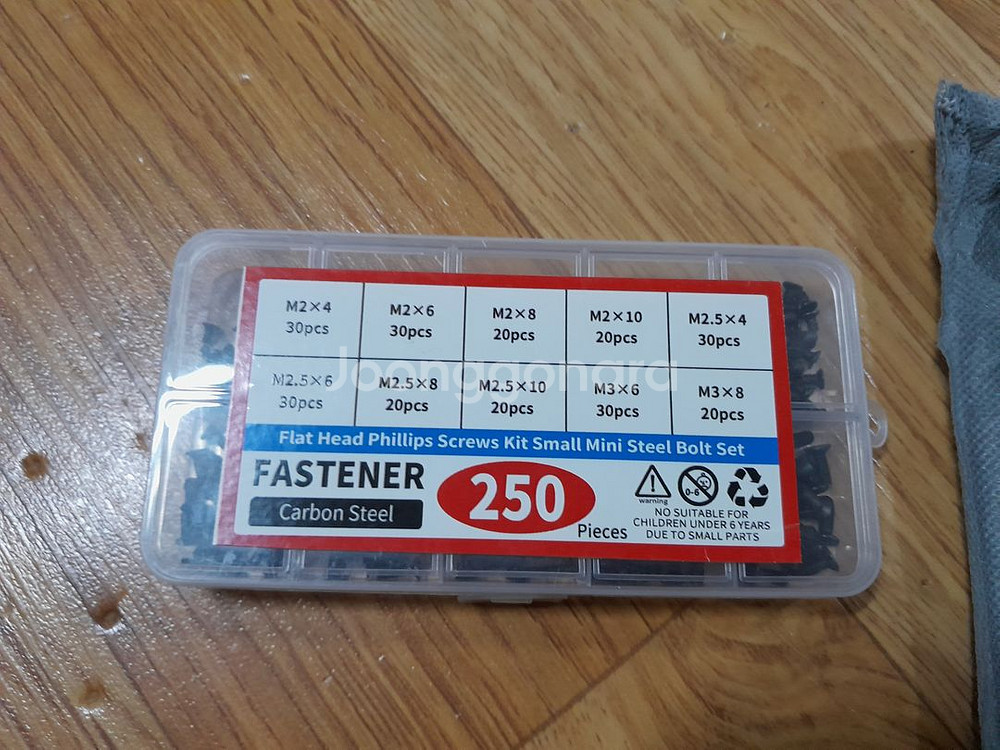 M2×4
30pcs
M2×6
30pcs
M2×8
20pcs
M2×10
20pcs
M2.5×4
30pcs
M2.5×6
30pcs
M2.5×8
20pcs
M2.5×10
20pcs
M3×6
30pcs
M3×8
20pcs
Joonggonara
Flat Head Phillips Screws Kit Small Mini Steel Bolt Set
FASTENER
Carbon Steel
250
Pieces
warning
0-6
NO SUITABLE FOR
CHILDREN UNDER 6 YEARS
DUE TO SMALL PARTS